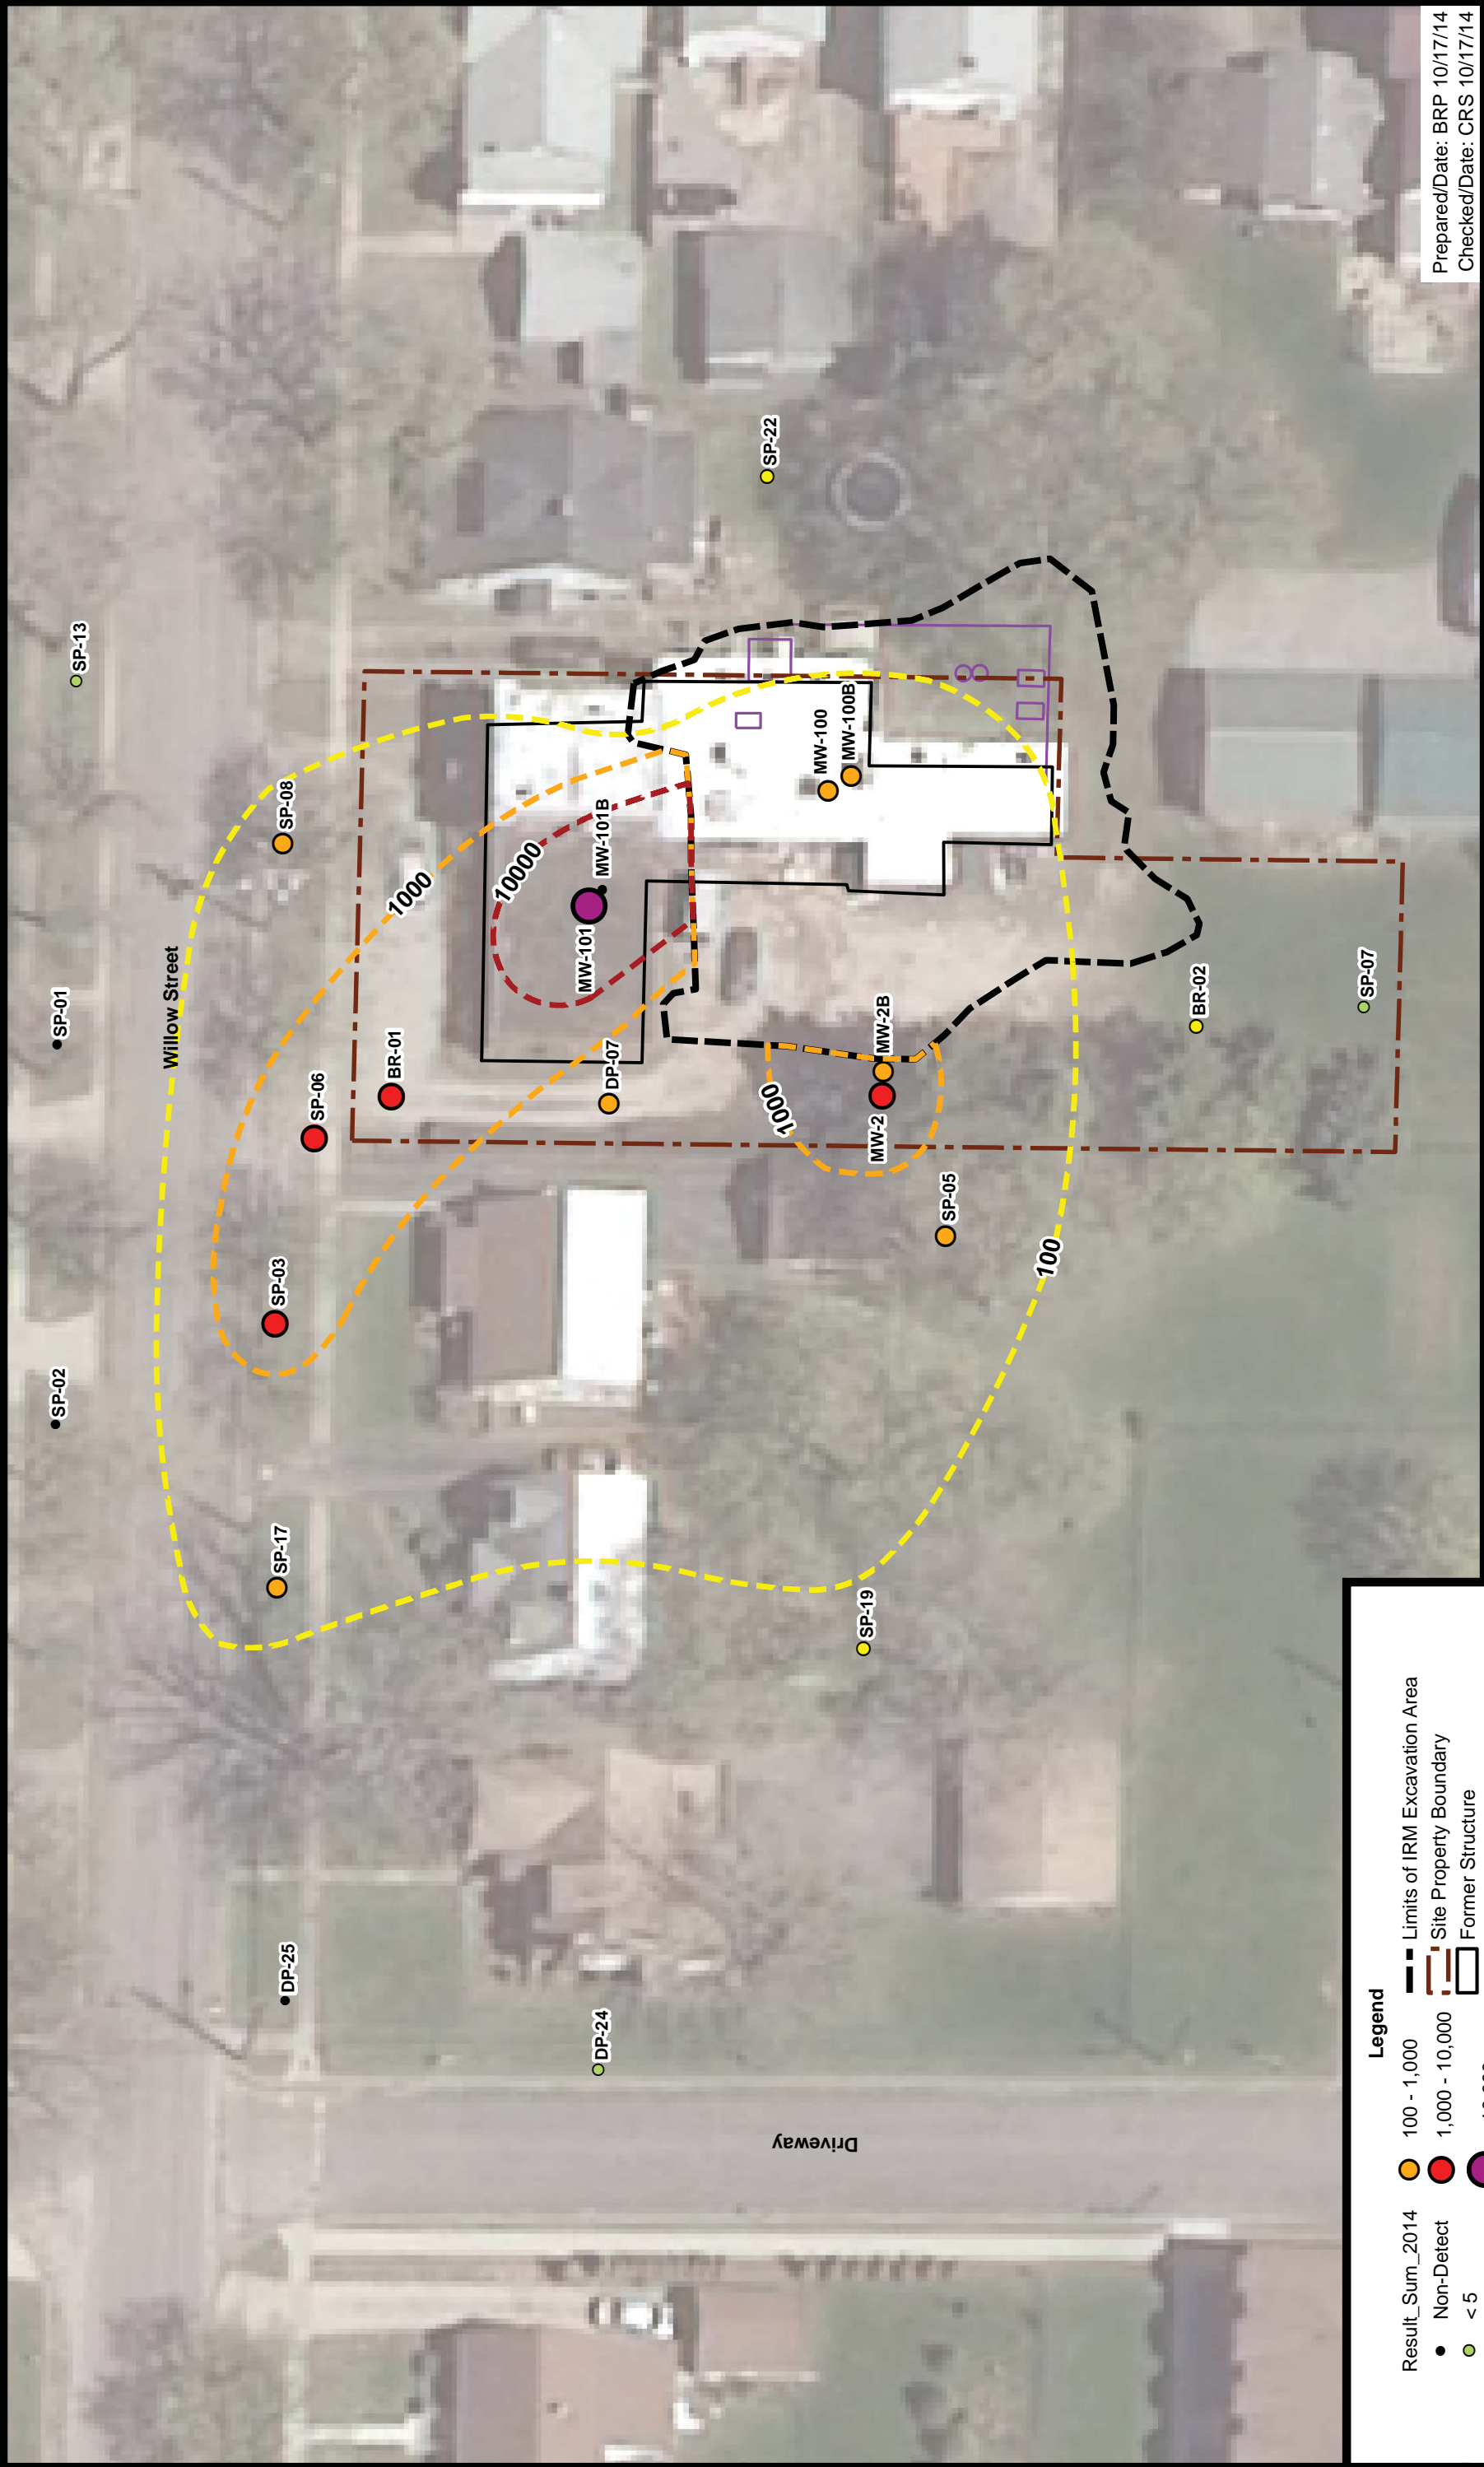 SP-13
SP-01
SP-02
Willow Street
SP-08
SP-06
BR-01
SP-03
SP-17
DP-25
DP-24
SP-22
1000
10000
MW-101B
MW-101
DP-07
MW-100
MW-100B
1000
MW-2B
MW-2
SP-05
SP-19
100
BR-02
SP-07
Driveway
Prepared/Date: BRP 10/17/14
Checked/Date: CRS 10/17/14
Legend
Result_Sum_2014
Non-Detect
< 5
100 - 1,000
1,000 - 10,000
Limits of IRM Excavation Area
Site Property Boundary
Former Structure